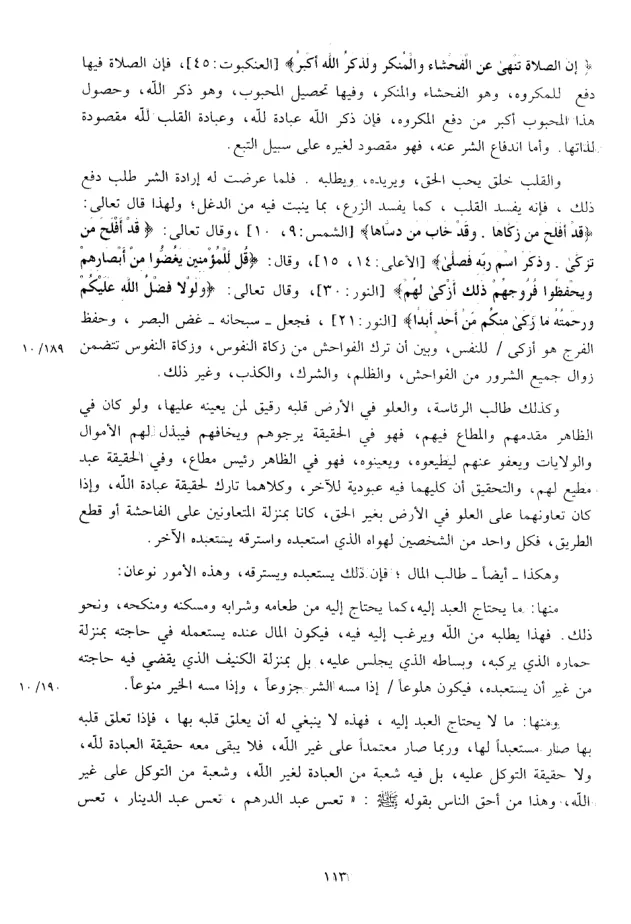 ﴿ إن الصلاة تنهى عن الفحشاء والمنكر ولذكر الله أكبر﴾ [العنكبوت:٤٥]، فإن الصلاة فيها
دفع للمكروه، وهو الفحشاء والمنكر، وفيها تحصيل المحبوب، وهو ذكر الله، وحصول
هذا المحبوب أكبر من دفع المكروه، فإن ذكر الله عبادة لله، وعبادة القلب لله مقصودة
لذاتها. وأما اندفاع الشر عنه، فهو مقصود لغيره على سبيل التبع.
والقلب خلق يحب الحق، ويريده، ويطلبه . فلما عرضت له إرادة الشر طلب دفع
ذلك ، فإنه يفسد القلب ، كما يفسد الزرع، بما ينبت فيه من الدغل؛ ولهذا قال تعالى:
﴿قد أفلح من زكاها . وقد خاب من دساها﴾ [الشمس:٩، ١٠] ،وقال تعالى: ﴿ قد أفلح من
تزكى . وذكر اسم ربه فصلى﴾ [الأعلى:١٤، ١٥]، وقال: ﴿قُل لِّلْمُؤْمِنِينَ يَغُضُّوا مِنْ أَبْصَارِهِمْ
ويحفظوا فروجهم ذلك أزكى لهم﴾ [النور:٣٠]، وقال تعالى: ﴿ولولا فضل الله عليكم
ورحمته ما زكى منكم من أحد أبدا﴾ [النور:٢١] ، فجعل ـ سبحانه ـ غض البصر ، وحفظ
الفرج هو أزكى / للنفس، وبين أن ترك الفواحش من زكاة النفوس، وزكاة النفوس تتضمن
١٠/١٨٩
زوال جميع الشرور من الفواحش، والظلم، والشرك، والكذب، وغير ذلك.
وكذلك طالب الرئاسة، والعلو في الأرض قلبه رقيق لمن يعينه عليها، ولو كان في
الظاهر مقدمهم والمطاع فيهم، فهو في الحقيقة يرجوهم ويخافهم فيبذل لهم الأموال
والولايات ويعفو عنهم ليطيعوه، ويعينوه، فهو في الظاهر رئيس مطاع، وفي الحقيقة عبد
مطيع لهم، والتحقيق أن كليهما فيه عبودية للآخر، وكلاهما تارك لحقيقة عبادة الله، وإذا
كان تعاونهما على العلو في الأرض بغير الحق، كانا بمنزلة المتعاونين على الفاحشة أو قطع
الطريق، فكل واحد من الشخصين لهواه الذي استعبده واسترقه يستعبده الآخر.
وهكذا ـ أيضاً ـ طالب المال ؛ فإن ذلك يستعبده ويسترقه، وهذه الأمور نوعان:
منها: ما يحتاج العبد إليه،كما يحتاج إليه من طعامه وشرابه ومسكنه ومنكحه، ونحو
ذلك. فهذا يطلبه من الله ويرغب إليه فيه، فيكون المال عنده يستعمله في حاجته بمنزلة
حماره الذي يركبه، وبساطه الذي يجلس عليه، بل بمنزلة الكنيف الذي يقضي فيه حاجته
من غير أن يستعبده، فيكون هلوعاً / إذا مسه الشر جزوعاً ، وإذا مسه الخير منوعاً.
١٠/١٩٠
ومنها: ما لا يحتاج العبد إليه ، فهذه لا ينبغي له أن يعلق قلبه بها ، فإذا تعلق قلبه
بها صار مستعبداً لها، وربما صار معتمداً على غير الله، فلا يبقى معه حقيقة العبادة لله،
ولا حقيقة التوكل عليه، بل فيه شعبة من العبادة لغير الله، وشعبة من التوكل على غير
الله، وهذا من أحق الناس بقوله ﷺ : « تعس عبد الدرهم ، تعس عبد الدينار ، تعس
١١٣